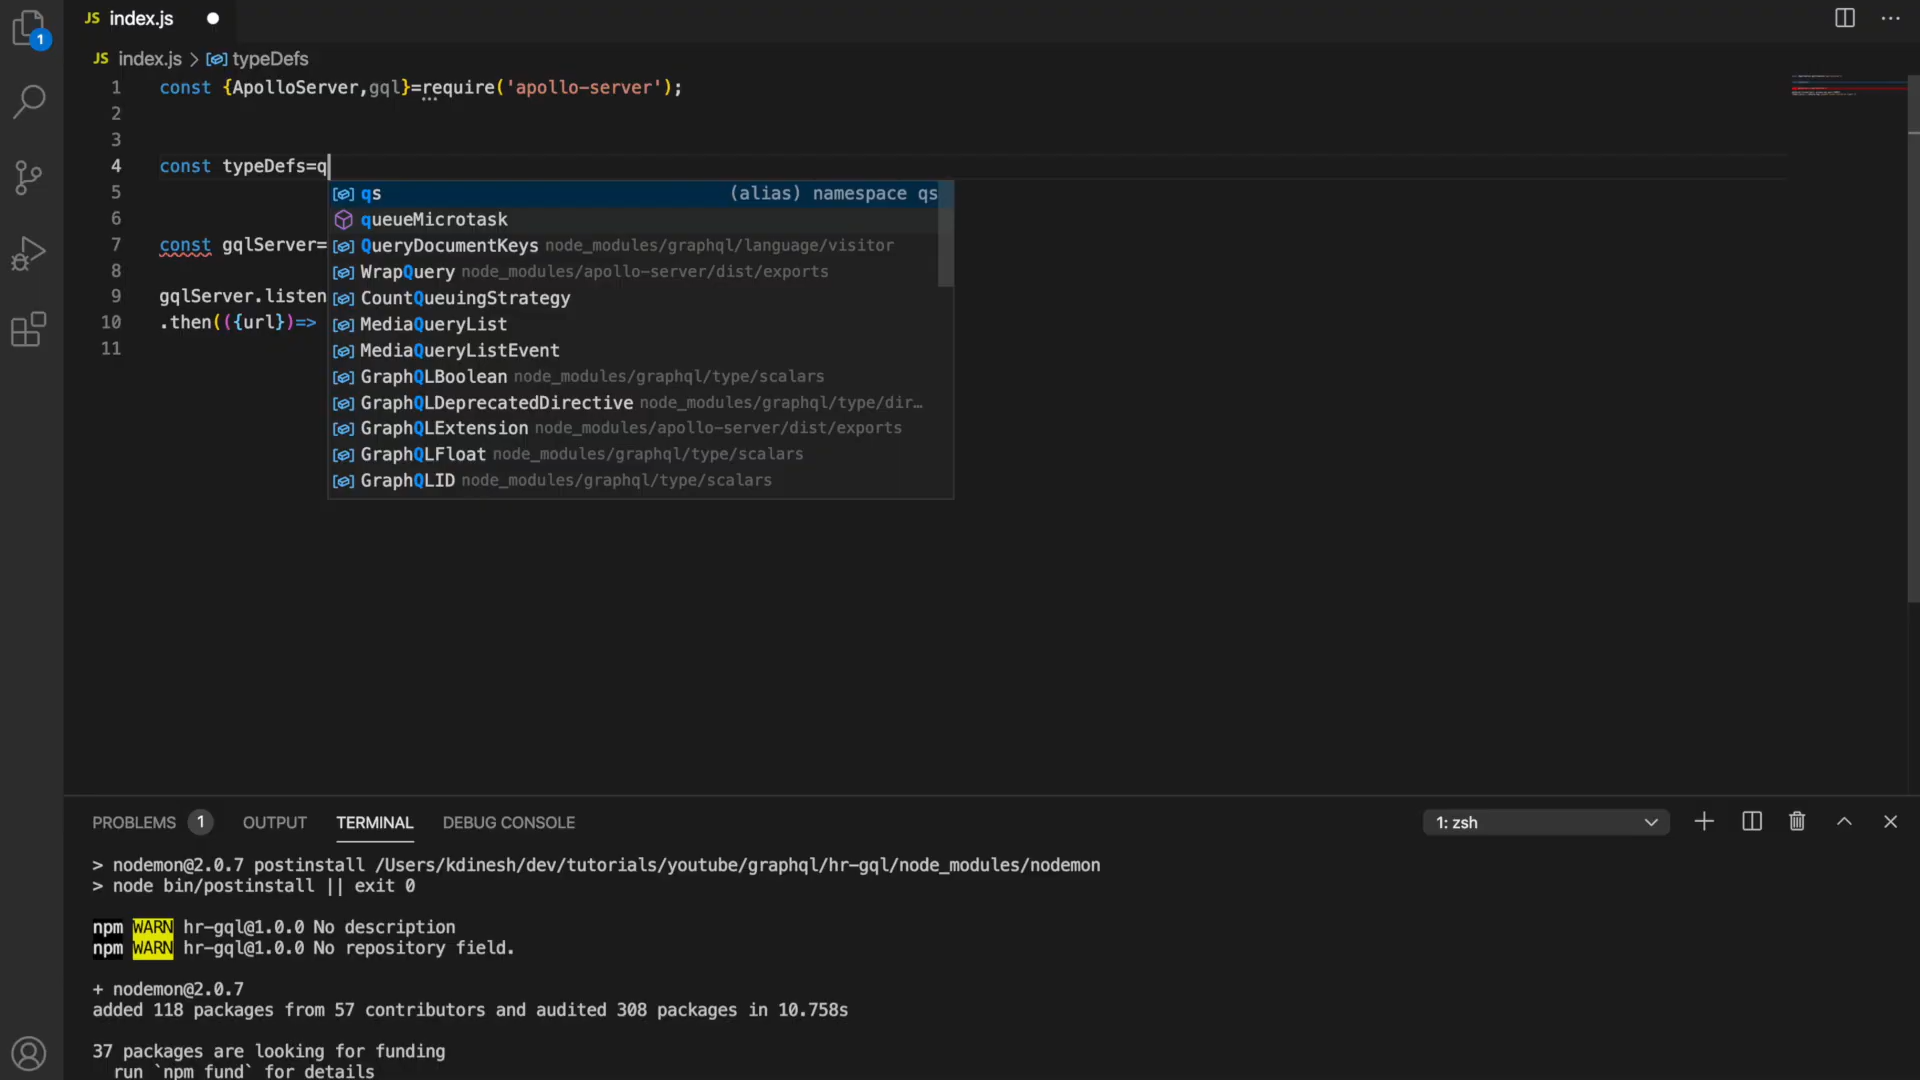 JS index.js
JS index.js > typeDefs
1 const {ApolloServer,gql}=require('apollo-server');
2
3
4 const typeDefs=q
5
6
7 const gqlServer=
8
9 gqlServer.listen
10 .then(({url})=>
11
qs (alias) namespace qs
queueMicrotask
QueryDocumentKeys node_modules/graphql/language/visitor
WrapQuery node_modules/apollo-server/dist/exports
CountQueuingStrategy
MediaQueryList
MediaQueryListEvent
GraphQLBoolean node_modules/graphql/type/scalars
GraphQLDeprecatedDirective node_modules/graphql/type/dir…
GraphQLExtension node_modules/apollo-server/dist/exports
GraphQLFloat node_modules/graphql/type/scalars
GraphQLID node_modules/graphql/type/scalars
1
PROBLEMS 1 OUTPUT TERMINAL DEBUG CONSOLE 1: zsh
> nodemon@2.0.7 postinstall /Users/kdinesh/dev/tutorials/youtube/graphql/hr-gql/node_modules/nodemon
> node bin/postinstall || exit 0
npm WARN hr-gql@1.0.0 No description
npm WARN hr-gql@1.0.0 No repository field.
+ nodemon@2.0.7
added 118 packages from 57 contributors and audited 308 packages in 10.758s
37 packages are looking for funding
run `npm fund` for details